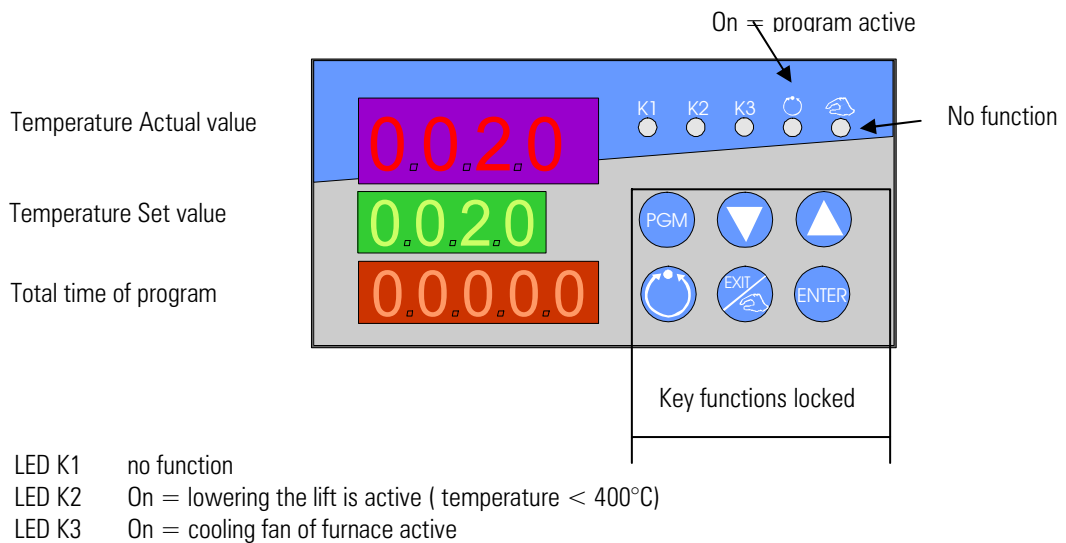 On = program active
Temperature Actual value
0.0.2.0
K1 K2 K3
No function
Temperature Set value
0.0.2.0
PGM
Total time of program
0.0.0.0.0
EXIT
ENTER
Key functions locked
LED K1 no function
LED K2 On = lowering the lift is active ( temperature < 400°C)
LED K3 On = cooling fan of furnace active